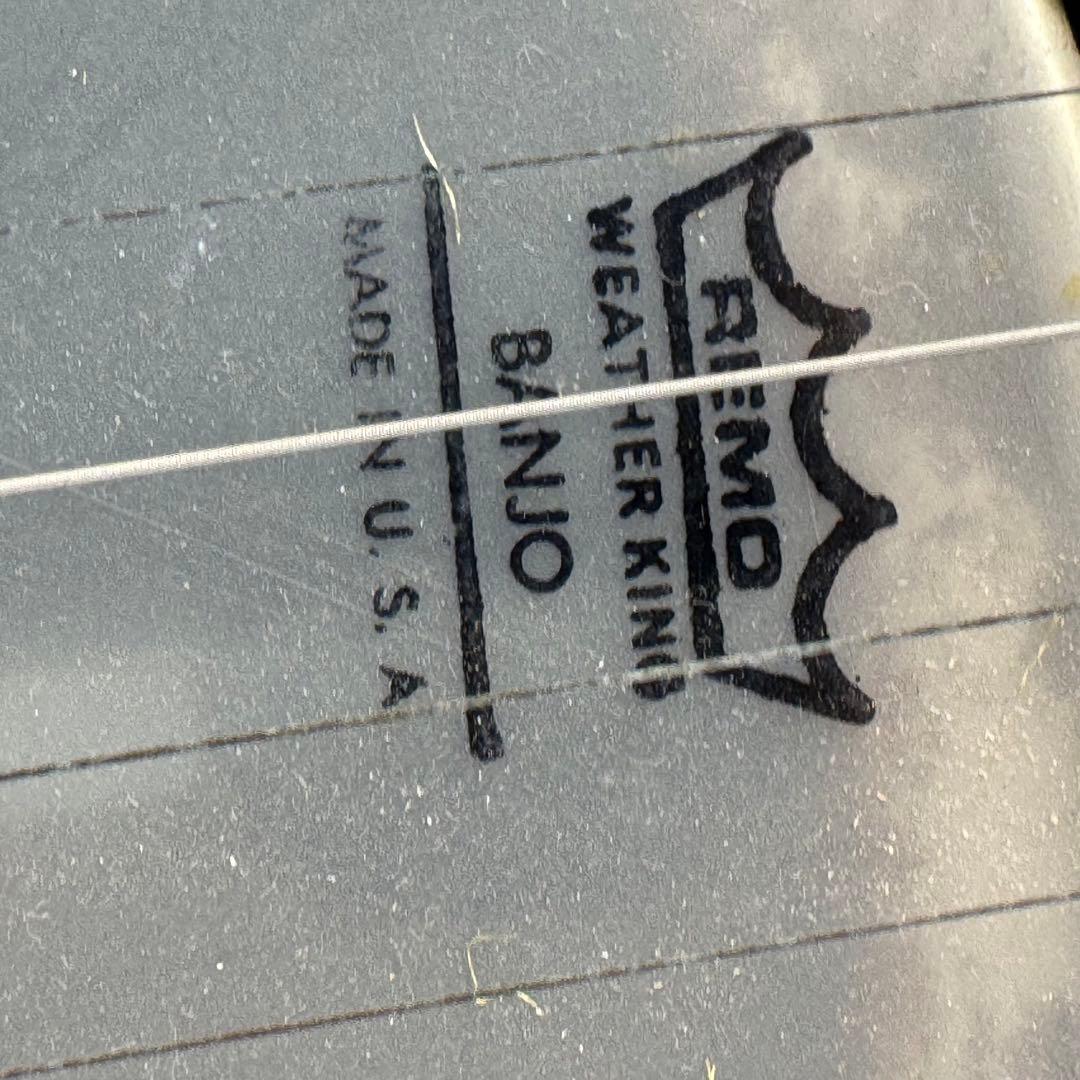 REMO
WEATHER KING
BANJO
MADE IN U.S.A